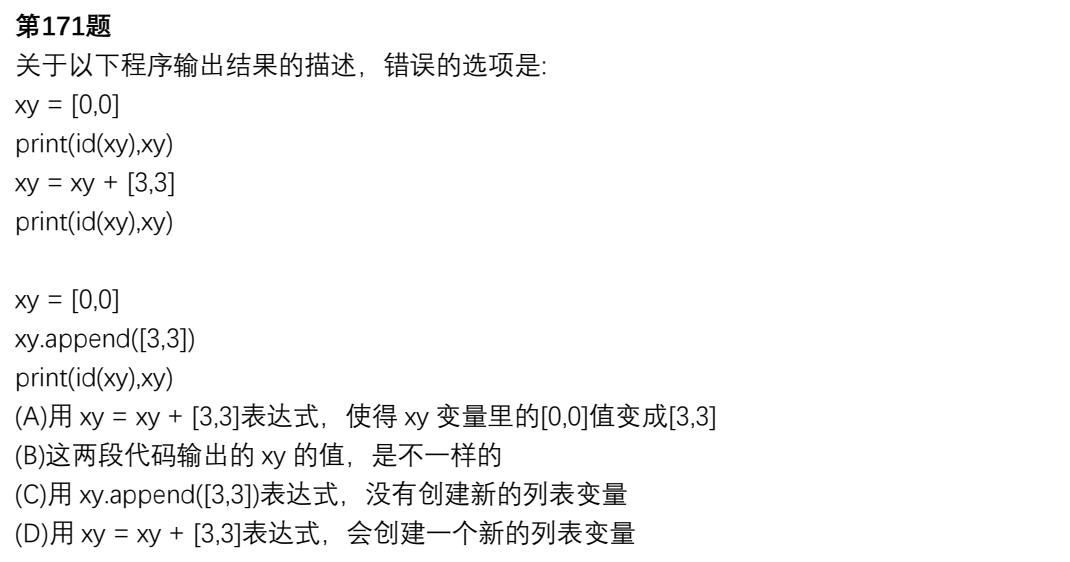 第171题
关于以下程序输出结果的描述，错误的选项是:
xy = [0,0]
print(id(xy),xy)
xy = xy + [3,3]
print(id(xy),xy)
xy = [0,0]
xy.append([3,3])
print(id(xy),xy)
(A)用 xy = xy + [3,3]表达式，使得 xy 变量里的[0,0]值变成[3,3]
(B)这两段代码输出的 xy 的值，是不一样的
(C)用 xy.append([3,3])表达式，没有创建新的列表变量
(D)用 xy = xy + [3,3]表达式，会创建一个新的列表变量